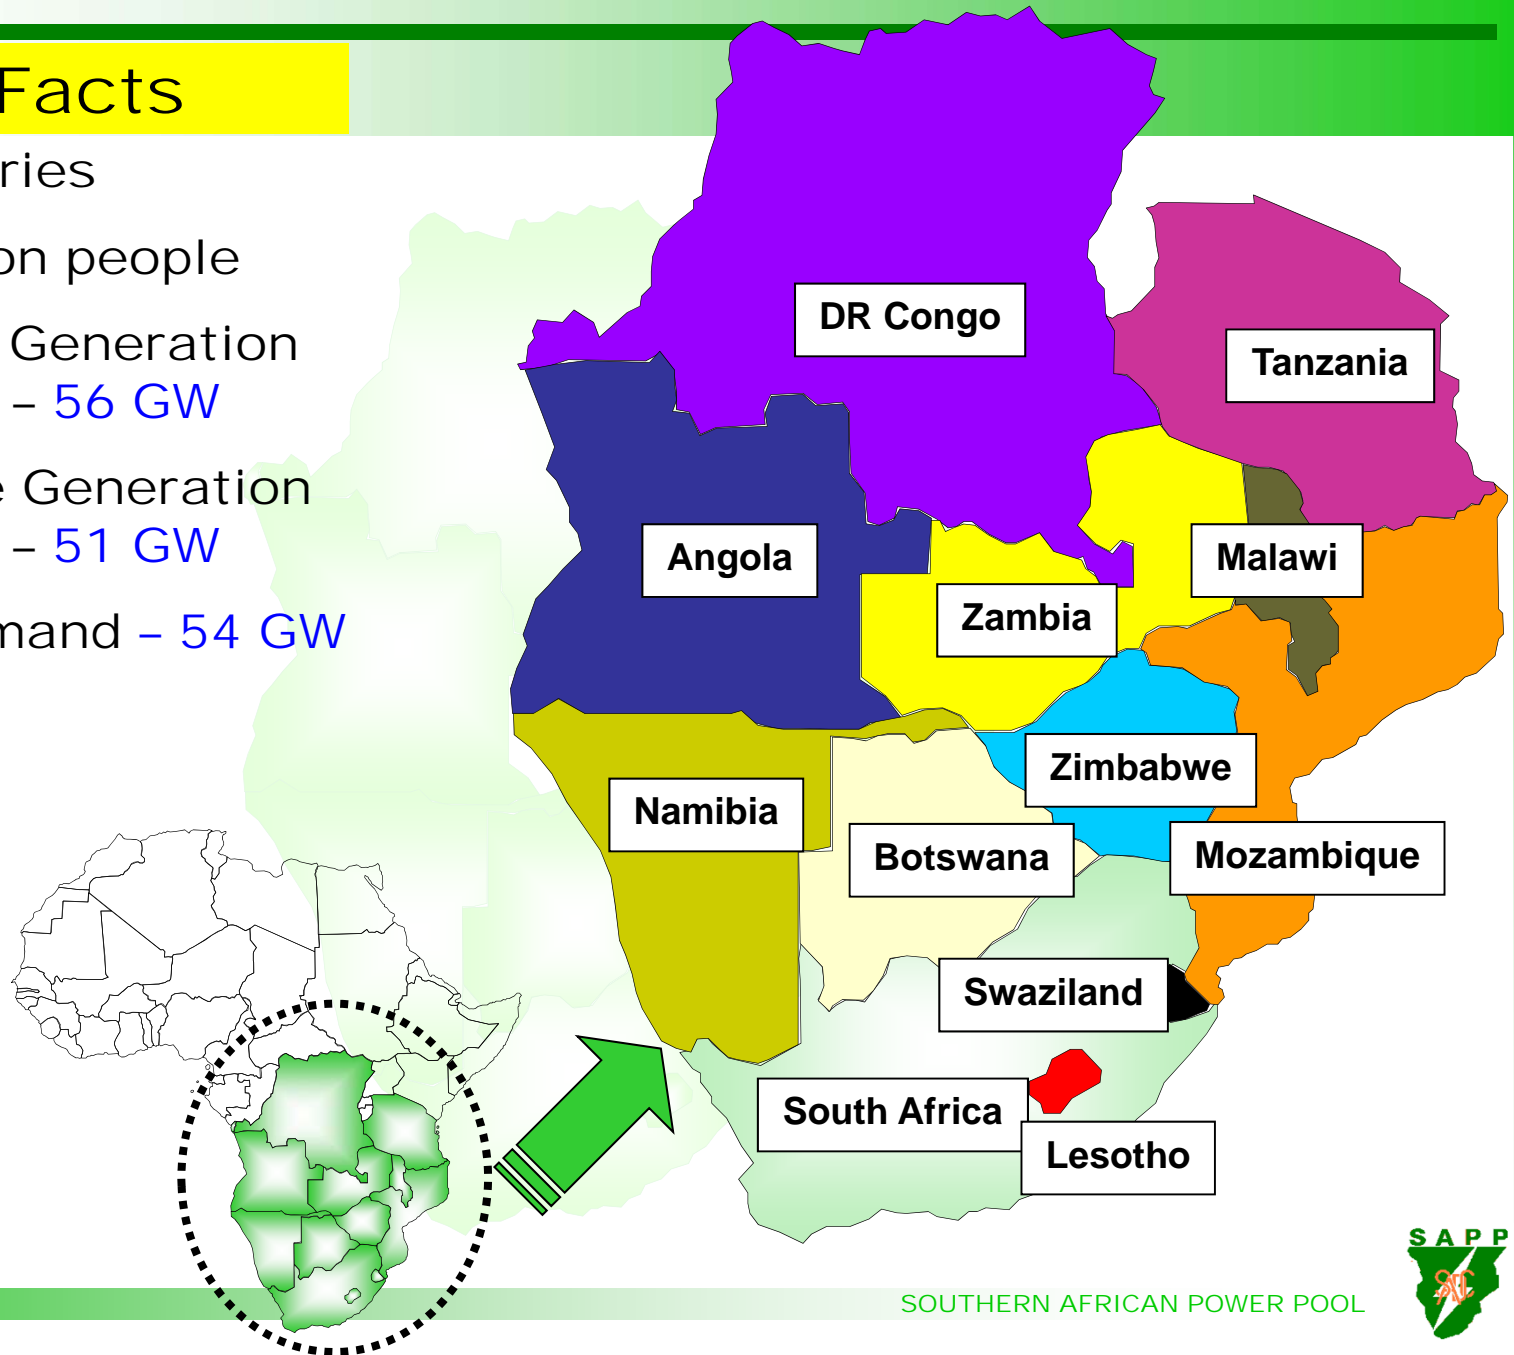 Facts
ries
on people
Generation
– 56 GW
e Generation
– 51 GW
mand – 54 GW
DR Congo
Tanzania
Angola
Malawi
Zambia
Zimbabwe
Namibia
Botswana
Mozambique
Swaziland
South Africa
Lesotho
SAPP
SADC
SOUTHERN AFRICAN POWER POOL